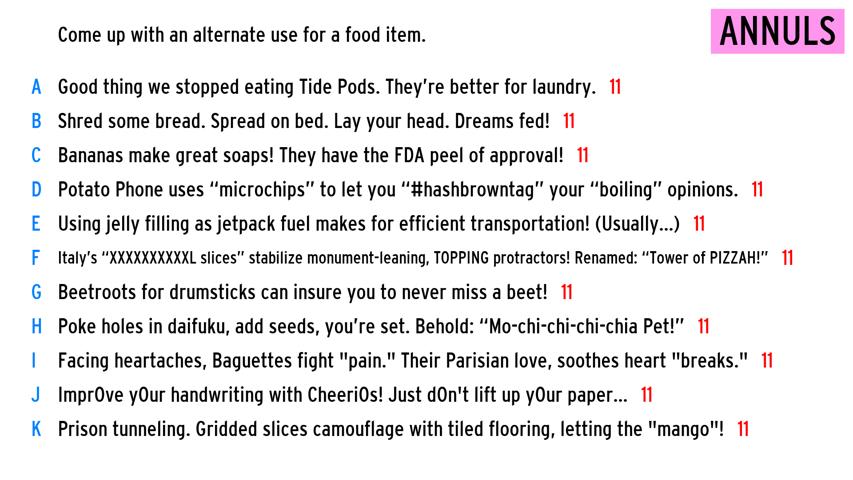 Come up with an alternate use for a food item.
ANNULS
A Good thing we stopped eating Tide Pods. They’re better for laundry. 11
B Shred some bread. Spread on bed. Lay your head. Dreams fed! 11
C Bananas make great soaps! They have the FDA peel of approval! 11
D Potato Phone uses “microchips” to let you “#hashbrowntag” your “boiling” opinions. 11
E Using jelly filling as jetpack fuel makes for efficient transportation! (Usually...) 11
F Italy’s “XXXXXXXXXXL slices” stabilize monument-leaning, TOPPING protractors! Renamed: “Tower of PIZZAH!” 11
G Beetroots for drumsticks can insure you to never miss a beet! 11
H Poke holes in daifuku, add seeds, you’re set. Behold: “Mo-chi-chi-chi-chia Pet!” 11
I Facing heartaches, Baguettes fight "pain." Their Parisian love, soothes heart "breaks." 11
J Impr0ve y0ur handwriting with Cheeri0s! Just d0n't lift up y0ur paper... 11
K Prison tunneling. Gridded slices camouflage with tiled flooring, letting the "mango"! 11